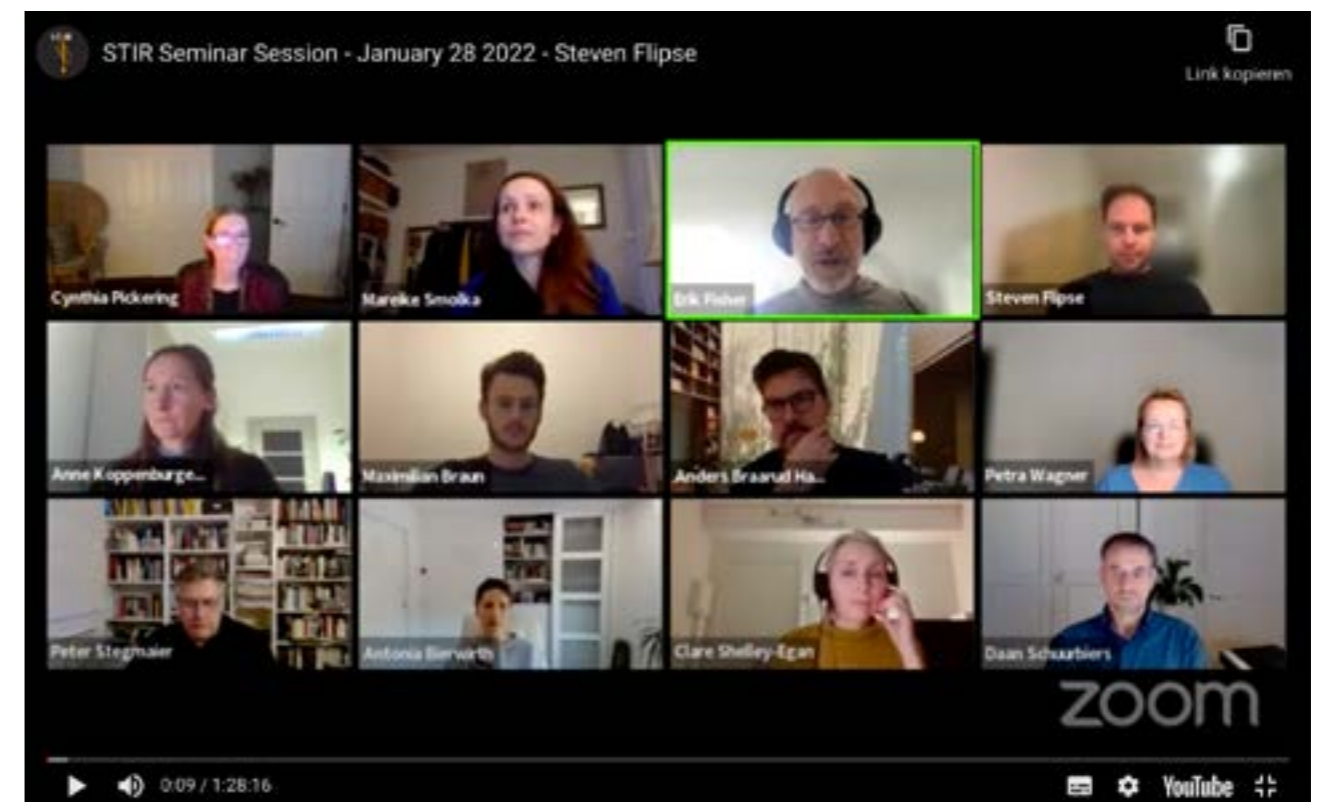 STIR
STIR Seminar Session - January 28 2022 - Steven Flipse
Link kopieren
Cynthia Pickering
Mareike Smolka
Erik Fisher
Steven Flipse
Anne Koppenburge...
Maximilian Braun
Anders Braarud Ha...
Petra Wagner
Peter Stegmaier
Antonia Bierwirth
Clare Shelley-Egan
Daan Schuurbiers
zoom
0:09 / 1:28:16
YouTube